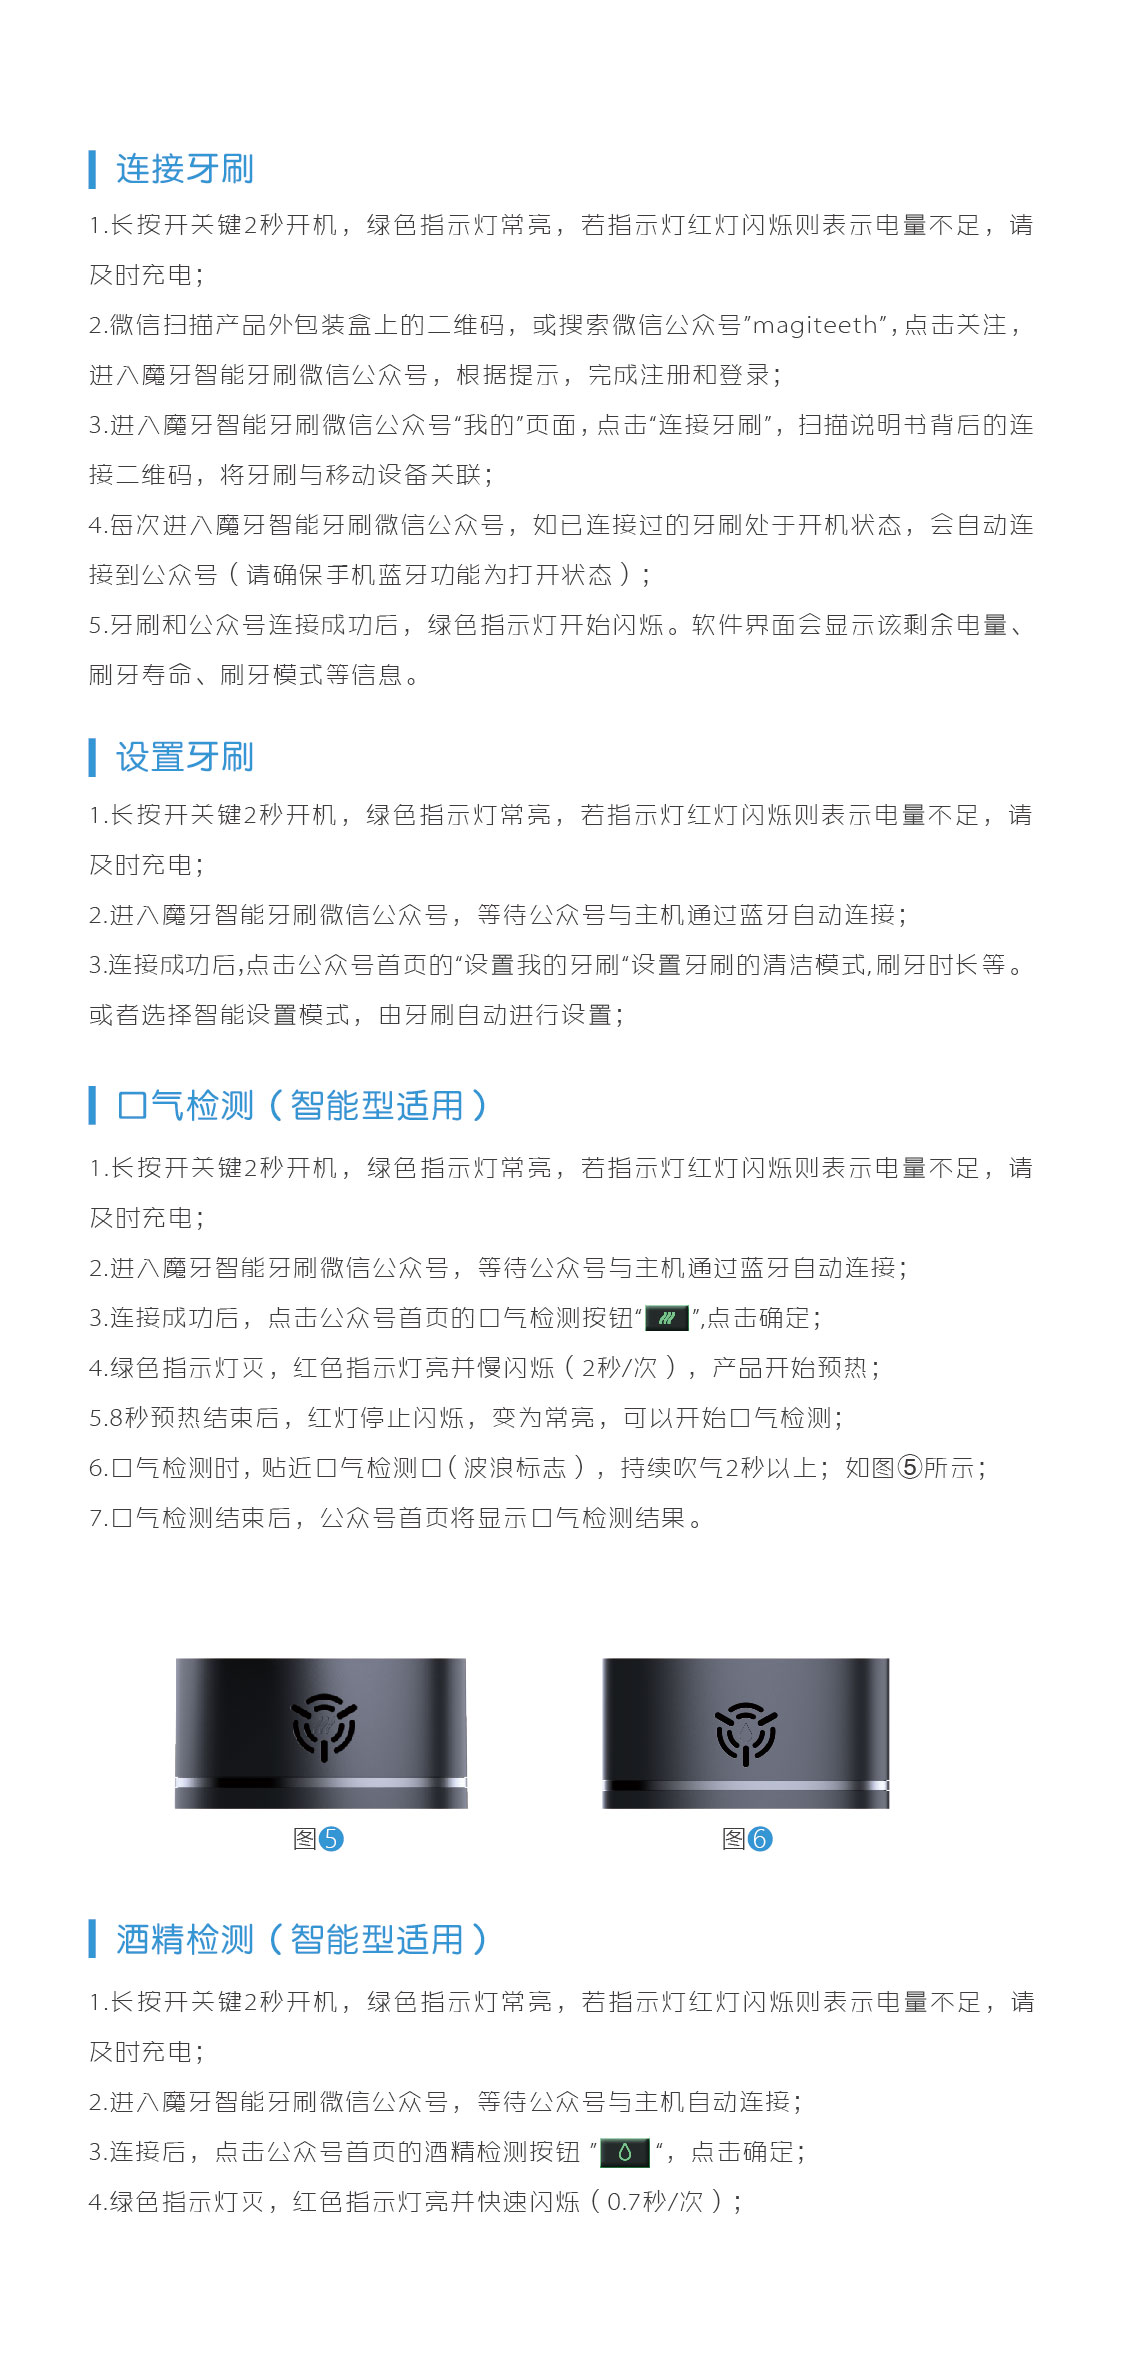 连接牙刷
1.长按开关键2秒开机，绿色指示灯常亮，若指示灯红灯闪烁则表示电量不足，请
及时充电；
2.微信扫描产品外包装盒上的二维码，或搜索微信公众号”magiteeth”,点击关注，
进入魔牙智能牙刷微信公众号，根据提示，完成注册和登录；
3.进入魔牙智能牙刷微信公众号“我的”页面，点击“连接牙刷”，扫描说明书背后的连
接二维码，将牙刷与移动设备关联；
4.每次进入魔牙智能牙刷微信公众号，如已连接过的牙刷处于开机状态，会自动连
接到公众号（请确保手机蓝牙功能为打开状态）；
5.牙刷和公众号连接成功后，绿色指示灯开始闪烁。软件界面会显示该剩余电量、
刷牙寿命、刷牙模式等信息。
设置牙刷
1.长按开关键2秒开机，绿色指示灯常亮，若指示灯红灯闪烁则表示电量不足，请
及时充电；
2.进入魔牙智能牙刷微信公众号，等待公众号与主机通过蓝牙自动连接；
3.连接成功后,点击公众号首页的“设置我的牙刷“设置牙刷的清洁模式,刷牙时长等。
或者选择智能设置模式，由牙刷自动进行设置；
口气检测（智能型适用）
1.长按开关键2秒开机，绿色指示灯常亮，若指示灯红灯闪烁则表示电量不足，请
及时充电；
2.进入魔牙智能牙刷微信公众号，等待公众号与主机通过蓝牙自动连接；
3.连接成功后，点击公众号首页的口气检测按钮“”,点击确定；
4.绿色指示灯灭，红色指示灯亮并慢闪烁（2秒/次），产品开始预热；
5.8秒预热结束后，红灯停止闪烁，变为常亮，可以开始口气检测；
6.口气检测时，贴近口气检测口（波浪标志），持续吹气2秒以上；如图⑤所示；
7.口气检测结束后，公众号首页将显示口气检测结果。
图5
图6
酒精检测（智能型适用）
1.长按开关键2秒开机，绿色指示灯常亮，若指示灯红灯闪烁则表示电量不足，请
及时充电；
2.进入魔牙智能牙刷微信公众号，等待公众号与主机自动连接；
3.连接后，点击公众号首页的酒精检测按钮 ”“，点击确定；
4.绿色指示灯灭，红色指示灯亮并快速闪烁（0.7秒/次）；